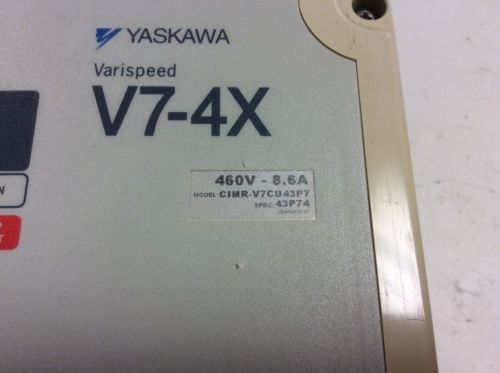 YASKAWA
Varispeed
V7-4X
460V - 8.6A
MODEL CIMR-V7CU43P7
SPEC: 43P74
N